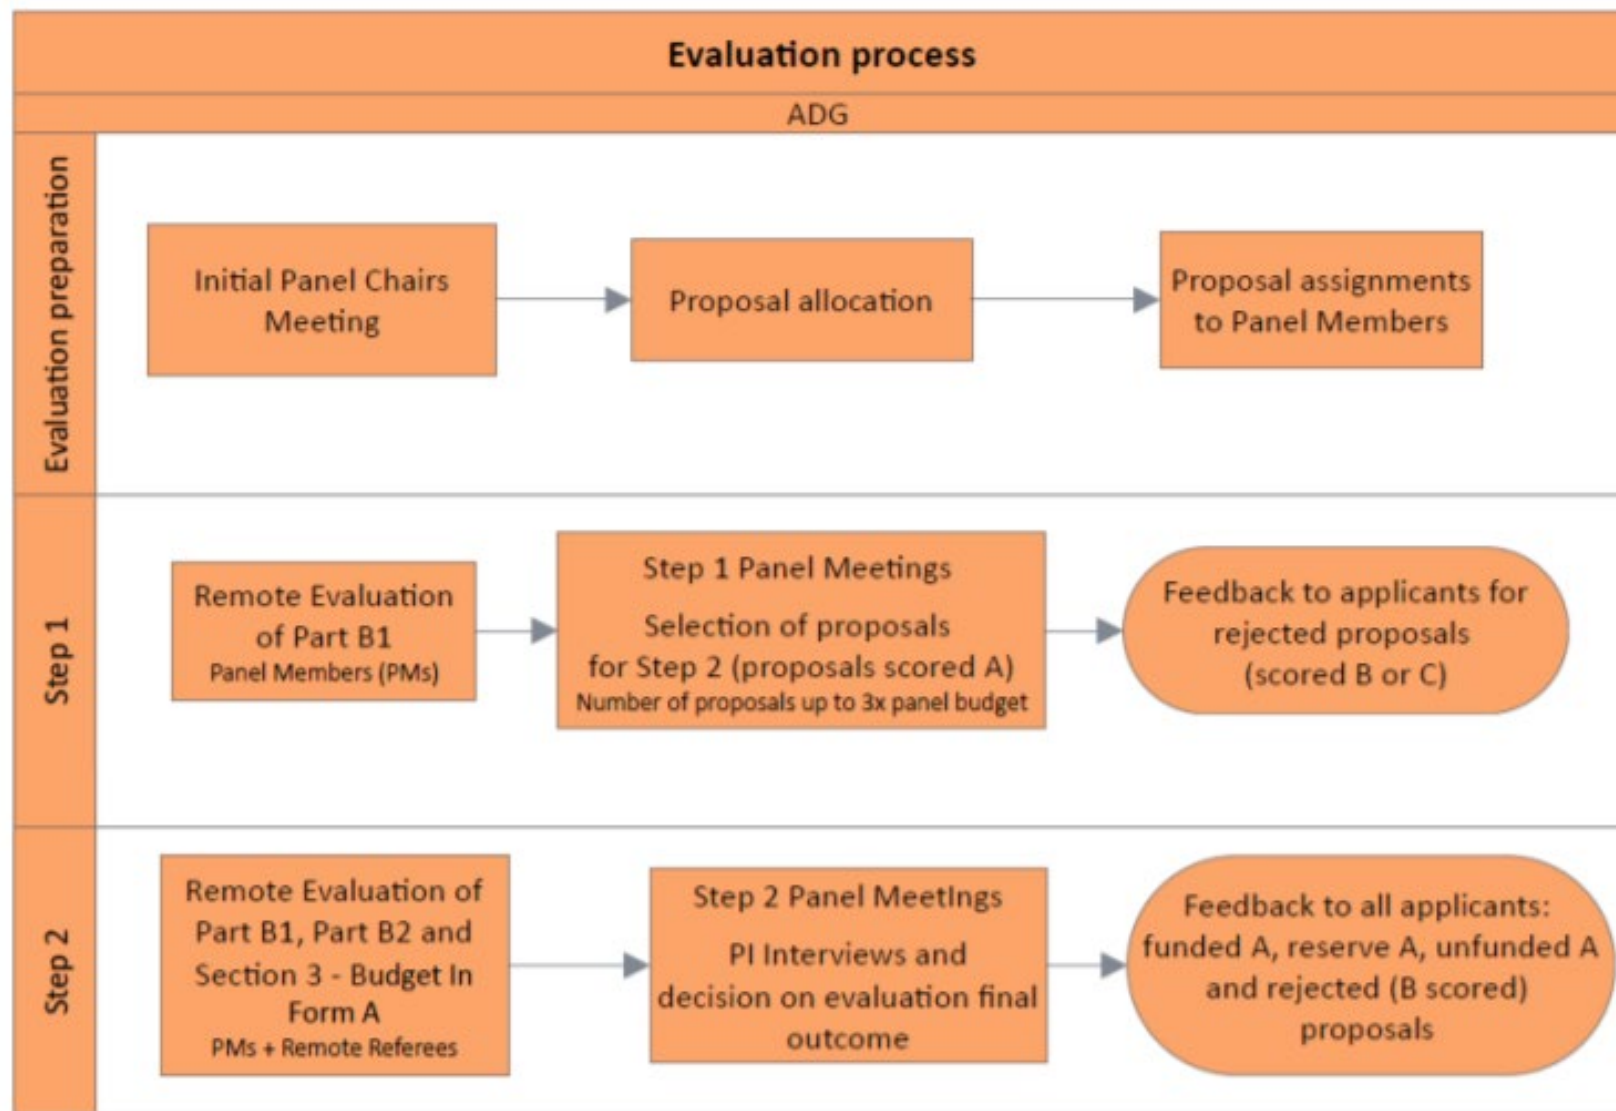 Evaluation process
ADG
Evaluation preparation
Initial Panel Chairs
Meeting
Proposal allocation
Proposal assignments
to Panel Members
Step 1
Remote Evaluation
of Part B1
Panel Members (PMs)
Step 1 Panel Meetings
Selection of proposals
for Step 2 (proposals scored A)
Number of proposals up to 3x panel budget
Feedback to applicants for
rejected proposals
(scored B or C)
Step 2
Remote Evaluation of
Part B1, Part B2 and
Section 3 - Budget In
Form A
PMs + Remote Referees
Step 2 Panel MeetIngs
PI Interviews and
decision on evaluation final
outcome
Feedback to all applicants:
funded A, reserve A, unfunded A
and rejected (B scored)
proposals